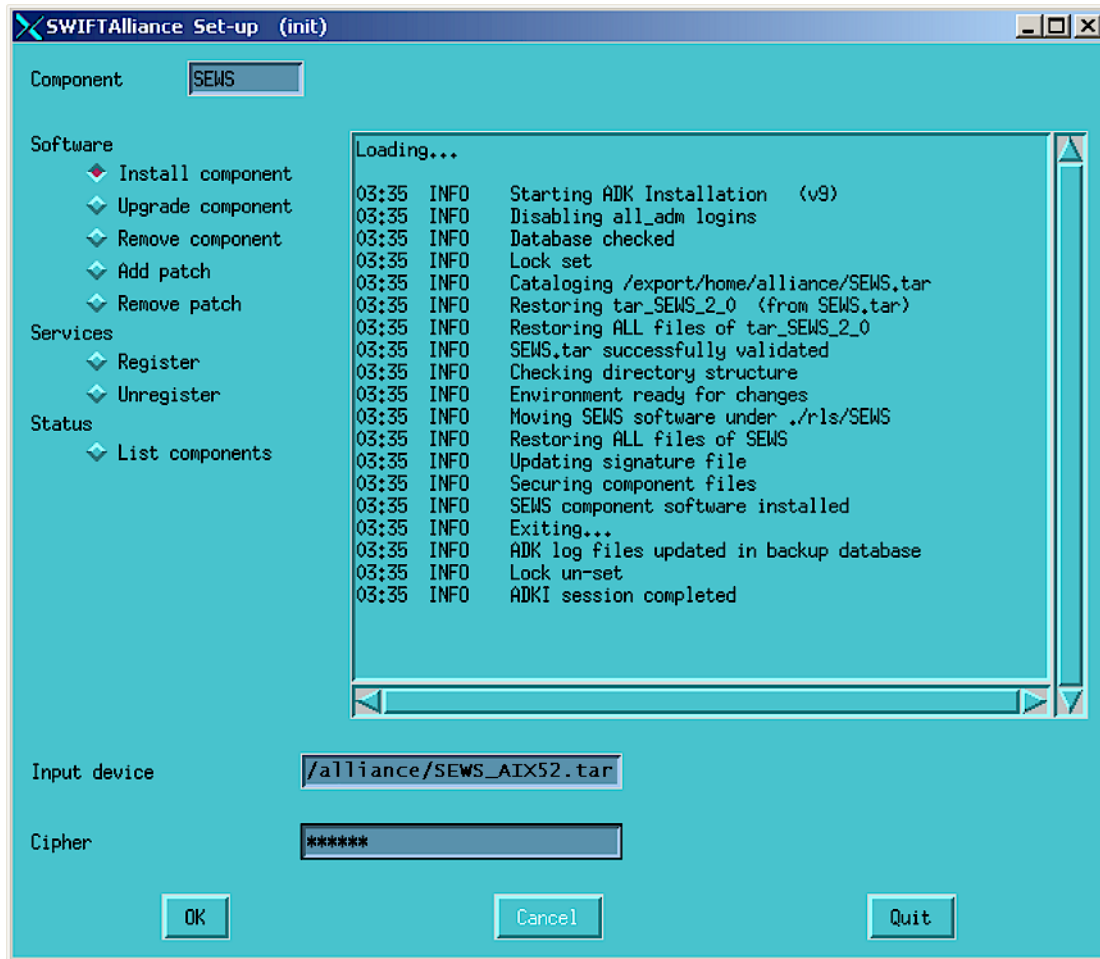 SWIFTAlliance Set-up (init)
Component SEWS
Software
Install component
Upgrade component
Remove component
Add patch
Remove patch
Services
Register
Unregister
Status
List components
Loading...
03:35 INFO Starting ADK Installation (v9)
03:35 INFO Disabling all_adm logins
03:35 INFO Database checked
03:35 INFO Lock set
03:35 INFO Cataloging /export/home/alliance/SEWS.tar
03:35 INFO Restoring tar_SEWS_2_0 (from SEWS.tar)
03:35 INFO Restoring ALL files of tar_SEWS_2_0
03:35 INFO SEWS.tar successfully validated
03:35 INFO Checking directory structure
03:35 INFO Environment ready for changes
03:35 INFO Moving SEWS software under ./rls/SEWS
03:35 INFO Restoring ALL files of SEWS
03:35 INFO Updating signature file
03:35 INFO Securing component files
03:35 INFO SEWS component software installed
03:35 INFO Exiting...
03:35 INFO ADK log files updated in backup database
03:35 INFO Lock un-set
03:35 INFO ADKI session completed
Input device /alliance/SEWS_AIX52.tar
Cipher ******
OK Cancel Quit